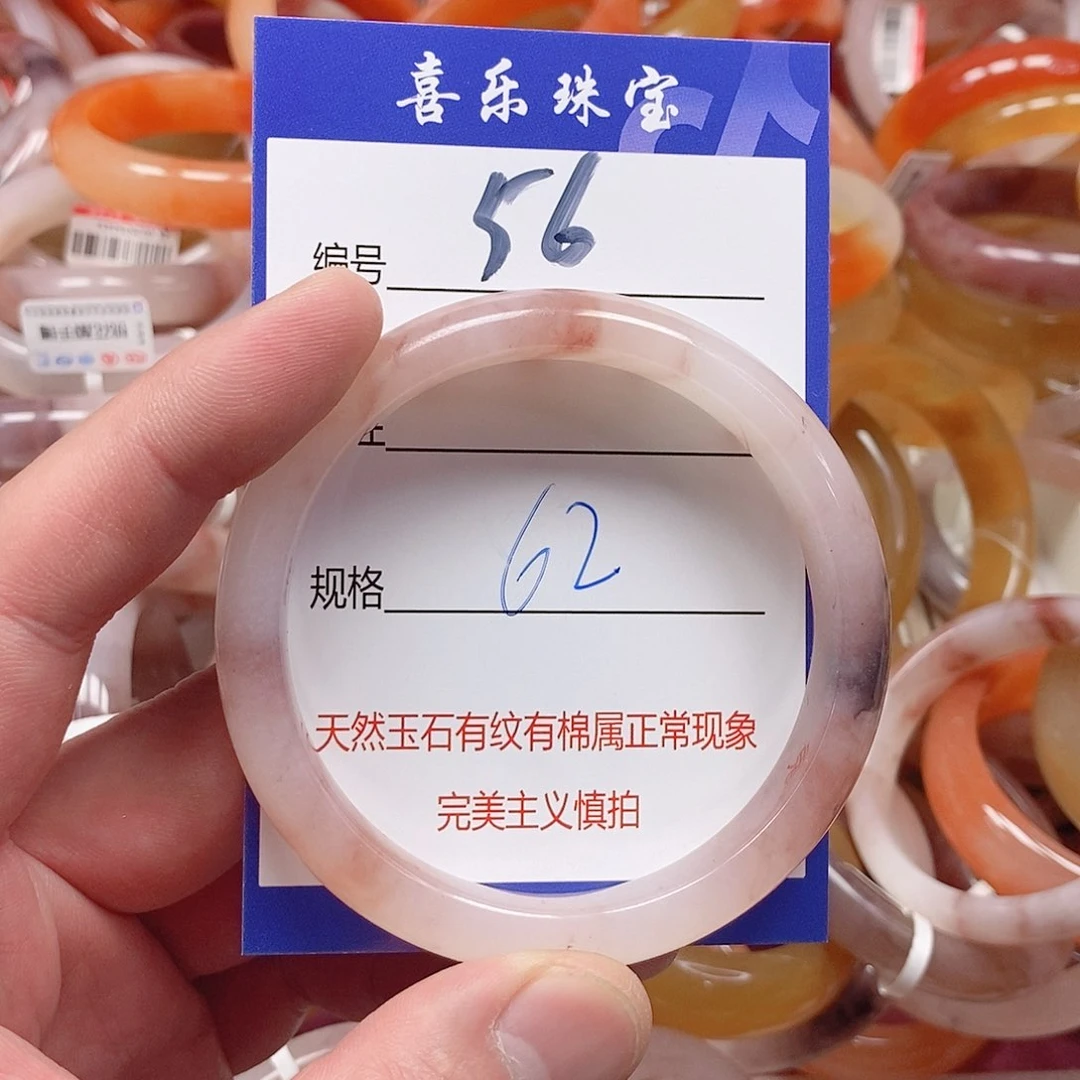 喜乐珠宝
编号 56
规格 62
天然玉石有纹有棉属正常现象
完美主义慎拍